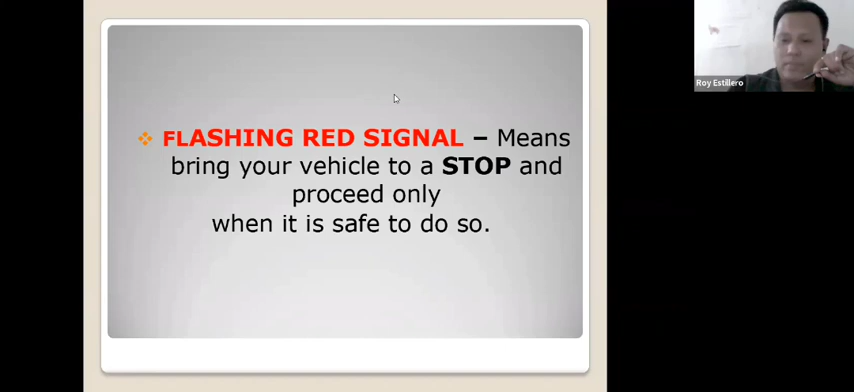 FLASHING RED SIGNAL – Means
bring your vehicle to a STOP and
proceed only
when it is safe to do so.
Roy Estillero